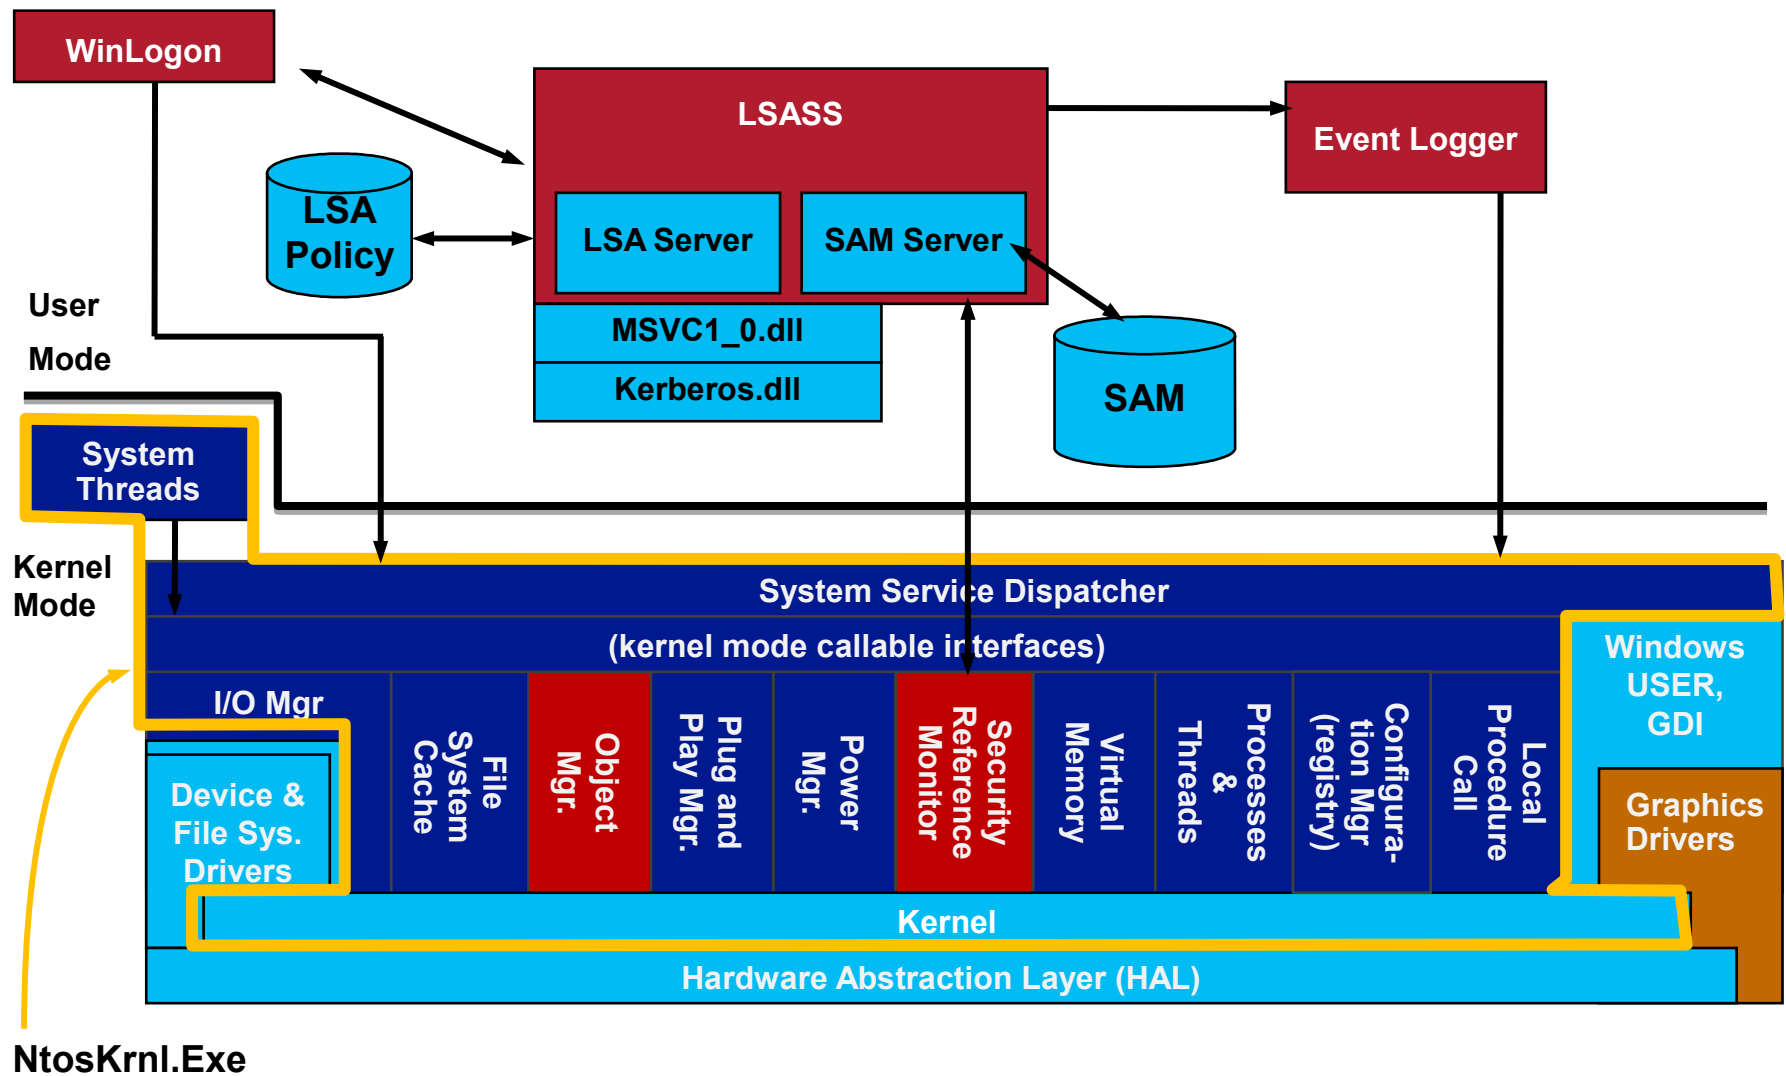 WinLogon
LSASS
Event Logger
LSA
Policy
LSA Server
SAM Server
User
Mode
MSVC1_0.dll
Kerberos.dll
SAM
System
Threads
Kernel
Mode
System Service Dispatcher
(kernel mode callable interfaces)
Windows
USER,
GDI
I/O Mgr
File
System
Cache
Object
Mgr.
Plug and
Play Mgr.
Power
Mgr.
Security
Reference
Monitor
Virtual
Memory
Processes
&
Threads
Configura-
tion Mgr
(registry)
Local
Procedure
Call
Device &
File Sys.
Drivers
Graphics
Drivers
Kernel
Hardware Abstraction Layer (HAL)
NtosKrnl.Exe